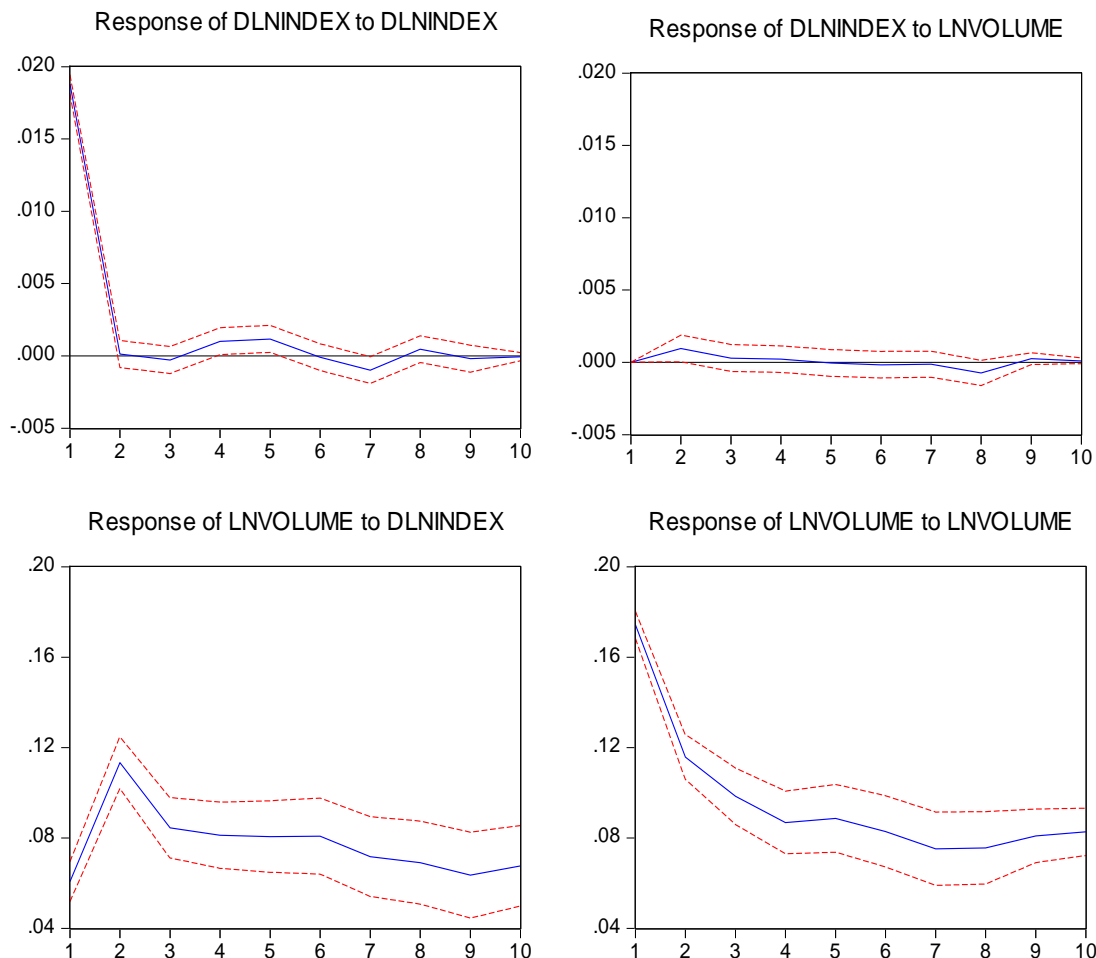 Response of DLNINDEX to DLNINDEX
.020
.015
.010
.005
.000
-.005
1 2 3 4 5 6 7 8 9 10
Response of DLNINDEX to LNVOLUME
.020
.015
.010
.005
.000
-.005
1 2 3 4 5 6 7 8 9 10
Response of LNVOLUME to DLNINDEX
.20
.16
.12
.08
.04
1 2 3 4 5 6 7 8 9 10
Response of LNVOLUME to LNVOLUME
.20
.16
.12
.08
.04
1 2 3 4 5 6 7 8 9 10